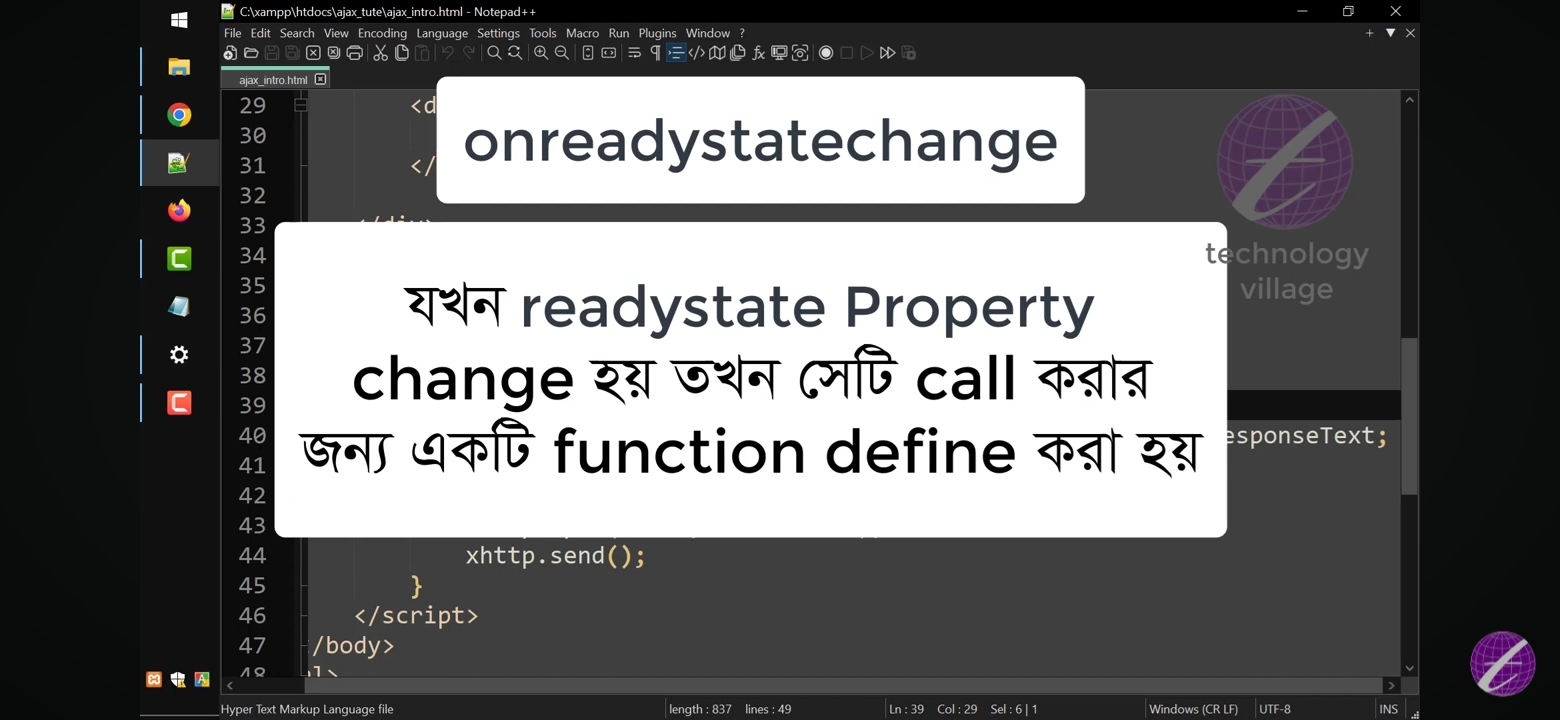 C:\xampp\htdocs\ajax_tute\ajax_intro.html - Notepad++
File Edit Search View Encoding Language Settings Tools Macro Run Plugins Window ?
ajax_intro.html
29 <d
onreadystatechange
30
31 </
32
33 </div>
technology
village
34
35
যখন readystate Property
36
37
change হয় তখন সেটি call করার
38
39
40 esponseText;
জন্য একটি function define করা হয়
41
42
43
44 xhttp.send();
45 }
46 </script>
47 /body>
48
Hyper Text Markup Language file length : 837 lines : 49 Ln : 39 Col : 29 Sel : 6 | 1 Windows (CR LF) UTF-8 INS